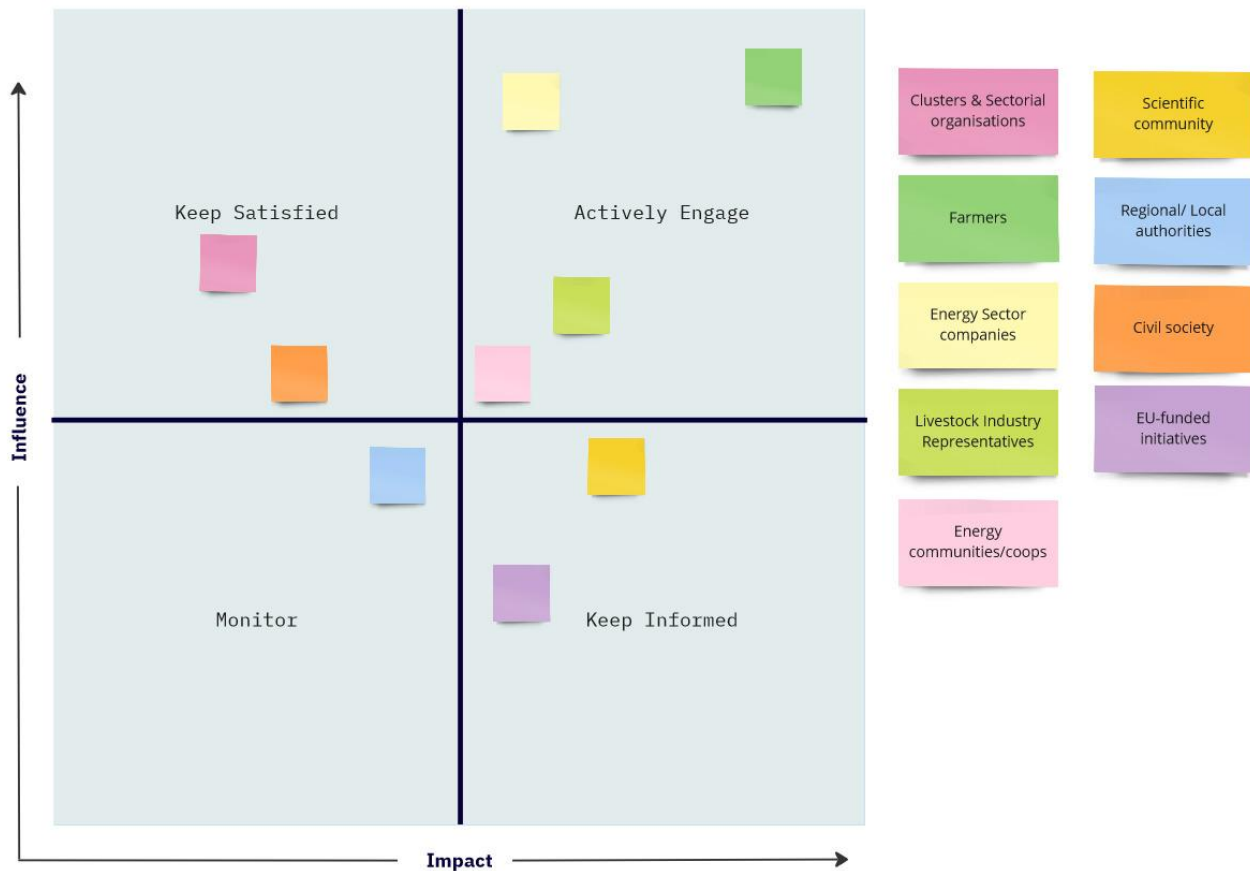 Keep Satisfied
Actively Engage
Monitor
Keep Informed
Influence
Impact
Clusters & Sectorial
organisations
Scientific
community
Farmers
Regional/ Local
authorities
Energy Sector
companies
Civil society
Livestock Industry
Representatives
EU-funded
initiatives
Energy
communities/coops